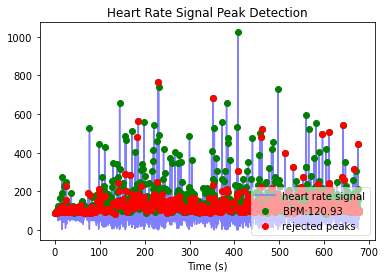 Heart Rate Signal Peak Detection
1000
800
600
400
200
0
heart rate signal
BPM:120,93
rejected peaks
0 100 200 300 400 500 600 700
Time (s)